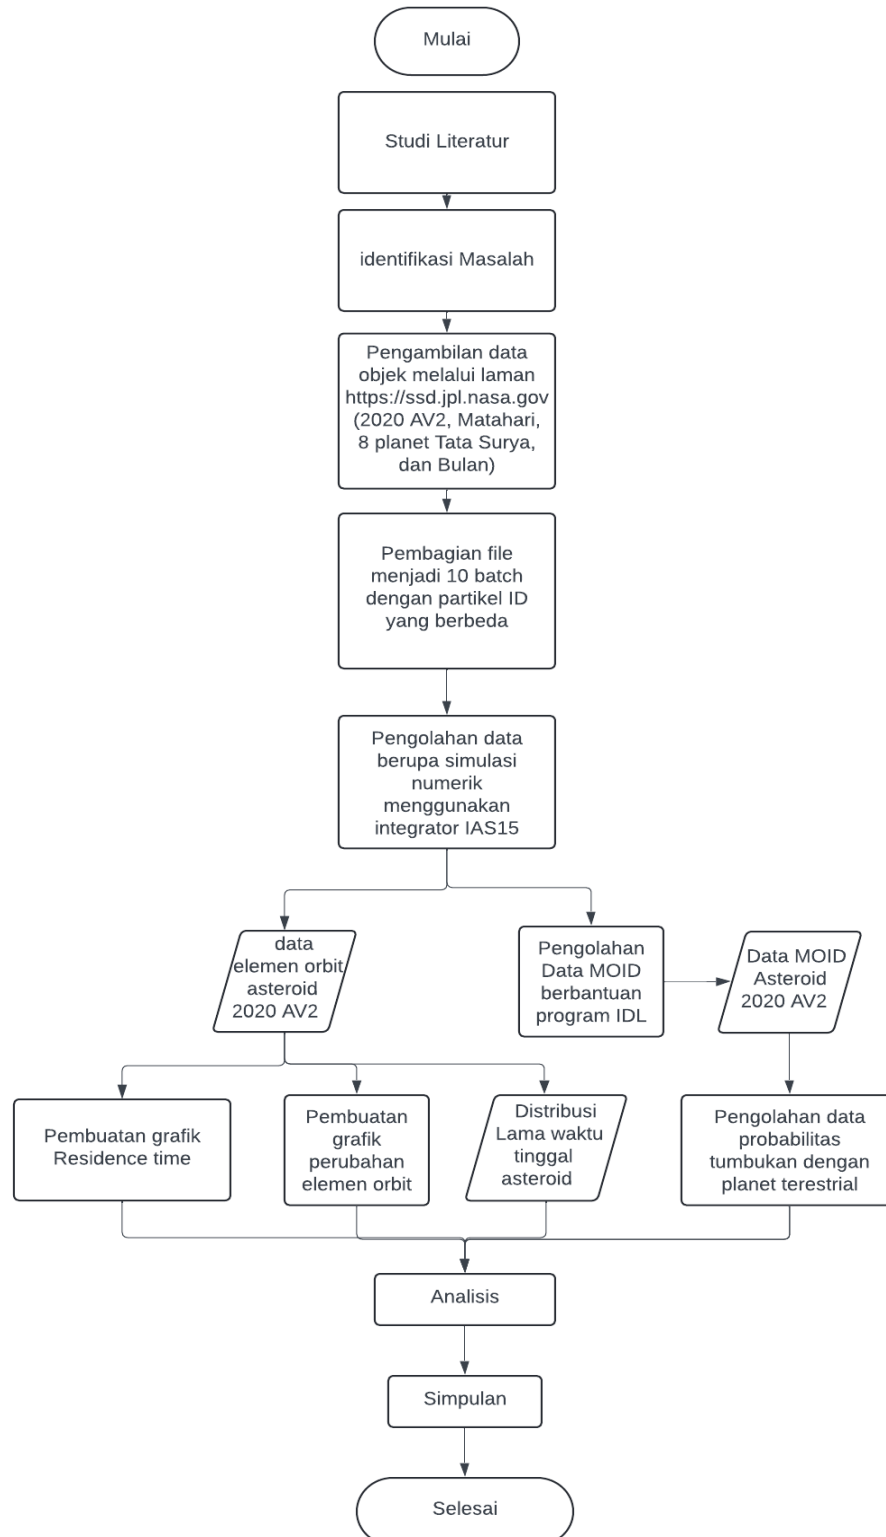 Mulai
Studi Literatur
identifikasi Masalah
Pengambilan data
objek melalui laman
https://ssd.jpl.nasa.gov
(2020 AV2, Matahari,
8 planet Tata Surya,
dan Bulan)
Pembagian file
menjadi 10 batch
dengan partikel ID
yang berbeda
Pengolahan data
berupa simulasi
numerik
menggunakan
integrator IAS15
data
elemen orbit
asteroid
2020 AV2
Pengolahan
Data MOID
berbantuan
program IDL
Data MOID
Asteroid
2020 AV2
Pembuatan grafik
Residence time
Pembuatan
grafik
perubahan
elemen orbit
Distribusi
Lama waktu
tinggal
asteroid
Pengolahan data
probabilitas
tumbukan dengan
planet terestrial
Analisis
Simpulan
Selesai